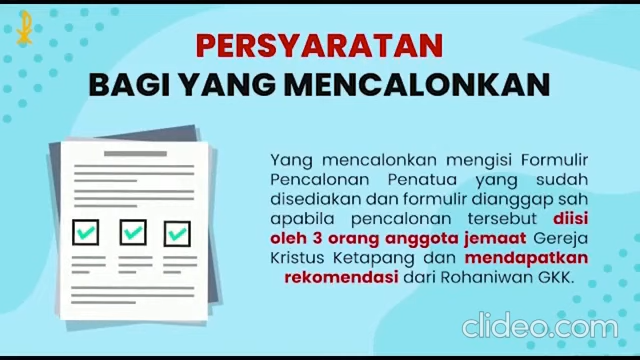 PERSYARATAN
BAGI YANG MENCALONKAN
Yang mencalonkan mengisi Formulir
Pencalonan Penatua yang sudah
disediakan dan formulir dianggap sah
apabila pencalonan tersebut diisi
oleh 3 orang anggota jemaat Gereja
Kristus Ketapang dan mendapatkan
rekomendasi dari Rohaniwan GKK.
clideo.com